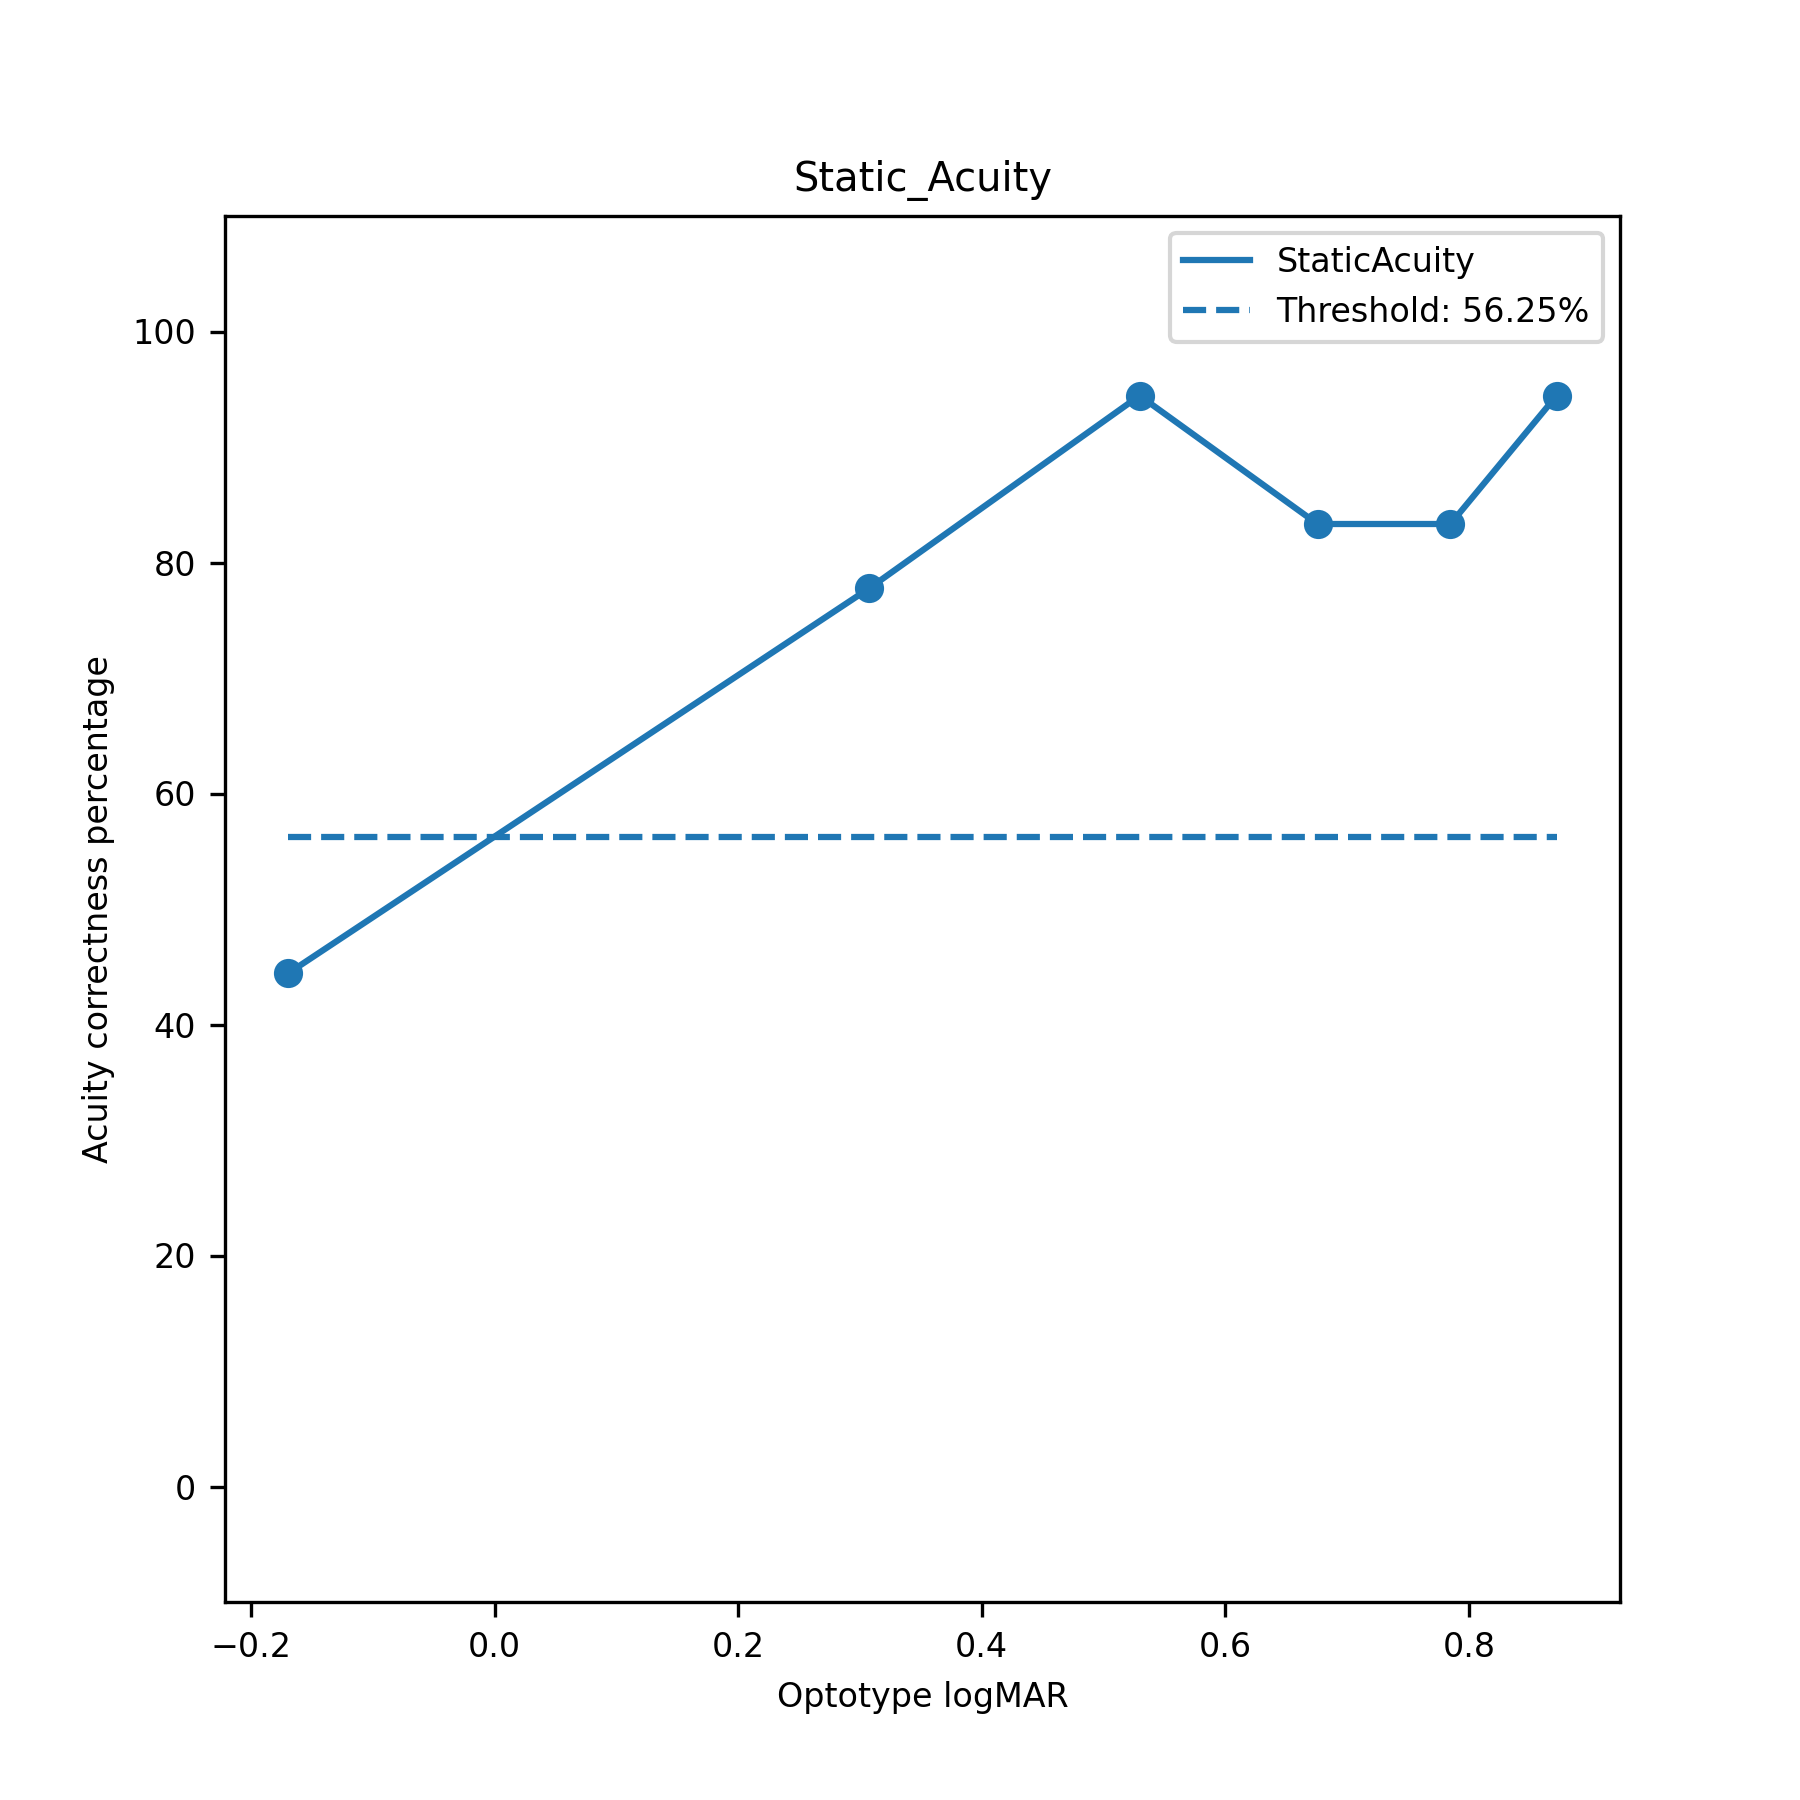 Static_Acuity
StaticAcuity
Threshold: 56.25%
100
80
60
40
20
0
Acuity correctness percentage
−0.2 0.0 0.2 0.4 0.6 0.8
Optotype logMAR